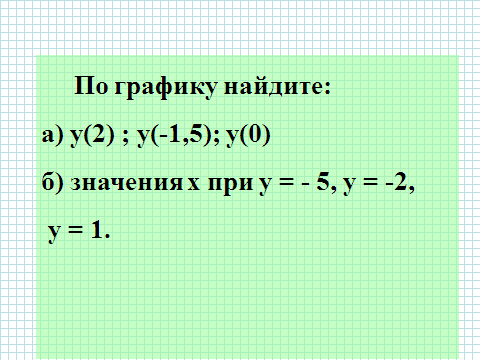 По графику найдите:
а) у(2) ; у(-1,5); у(0)
б) значения х при у = - 5, у = -2,
у = 1.